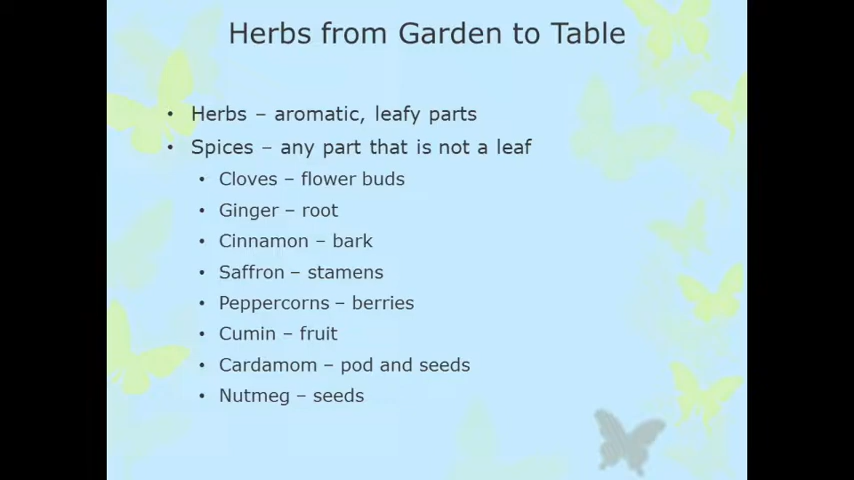 Herbs from Garden to Table
• Herbs – aromatic, leafy parts
• Spices – any part that is not a leaf
• Cloves – flower buds
• Ginger – root
• Cinnamon – bark
• Saffron – stamens
• Peppercorns – berries
• Cumin – fruit
• Cardamom – pod and seeds
• Nutmeg – seeds